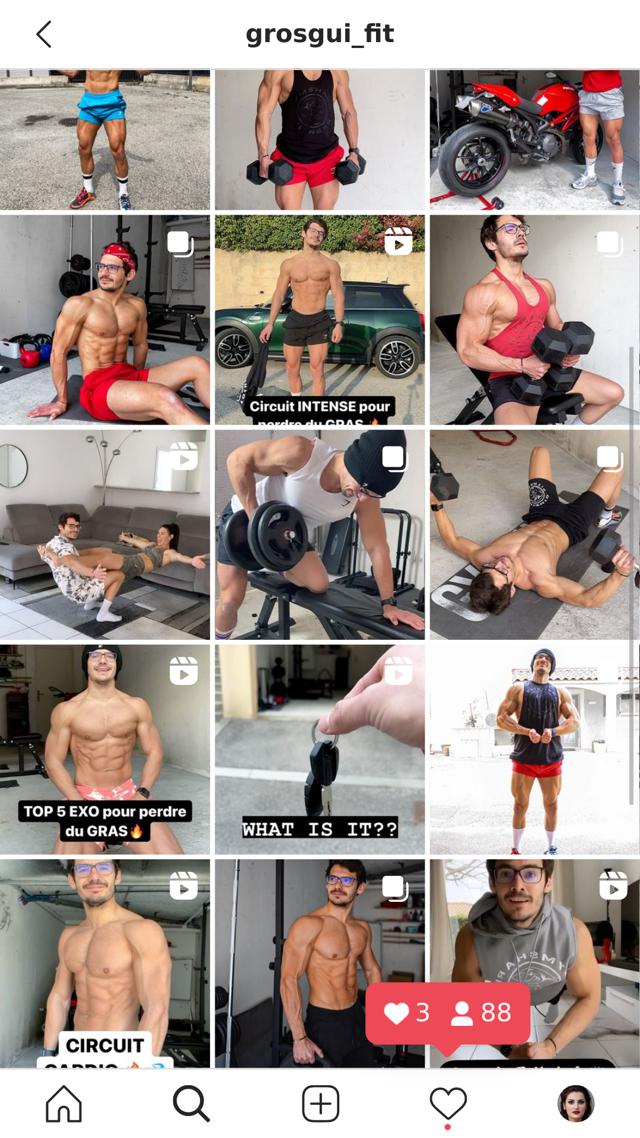 grosgui_fit
Circuit INTENSE pour
perdre du GRAS 🔥
TOP 5 EXO pour perdre
du GRAS🔥
WHAT IS IT??
CIRCUIT
CARDIO 🔥💦
3 88